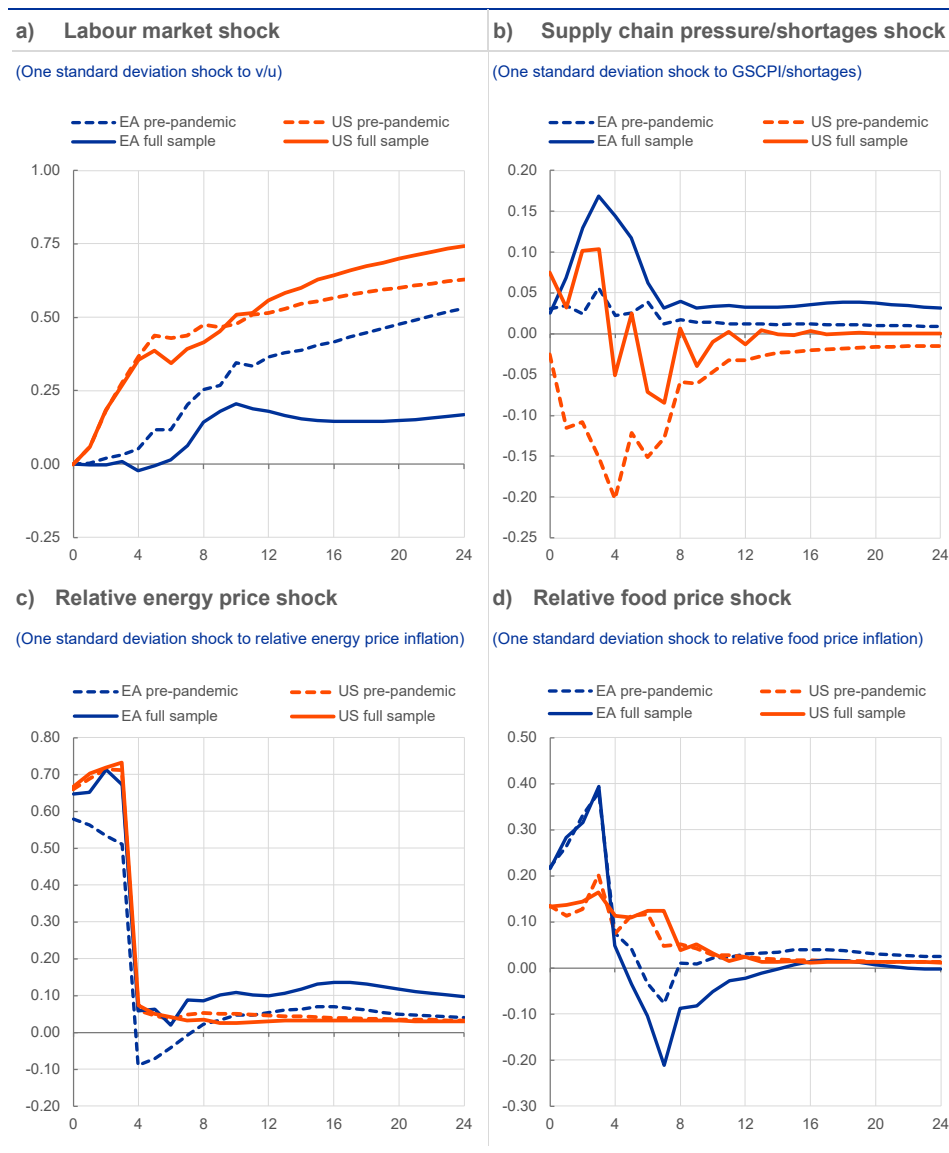 a) Labour market shock
(One standard deviation shock to v/u)
EA pre-pandemic US pre-pandemic
EA full sample US full sample
1.00
0.75
0.50
0.25
0.00
-0.25
0 4 8 12 16 20 24
b) Supply chain pressure/shortages shock
(One standard deviation shock to GSCPI/shortages)
EA pre-pandemic US pre-pandemic
EA full sample US full sample
0.20
0.15
0.10
0.05
0.00
-0.05
-0.10
-0.15
-0.20
-0.25
0 4 8 12 16 20 24
c) Relative energy price shock
(One standard deviation shock to relative energy price inflation)
EA pre-pandemic US pre-pandemic
EA full sample US full sample
0.80
0.70
0.60
0.50
0.40
0.30
0.20
0.10
0.00
-0.10
-0.20
0 4 8 12 16 20 24
d) Relative food price shock
(One standard deviation shock to relative food price inflation)
EA pre-pandemic US pre-pandemic
EA full sample US full sample
0.50
0.40
0.30
0.20
0.10
0.00
-0.10
-0.20
-0.30
0 4 8 12 16 20 24